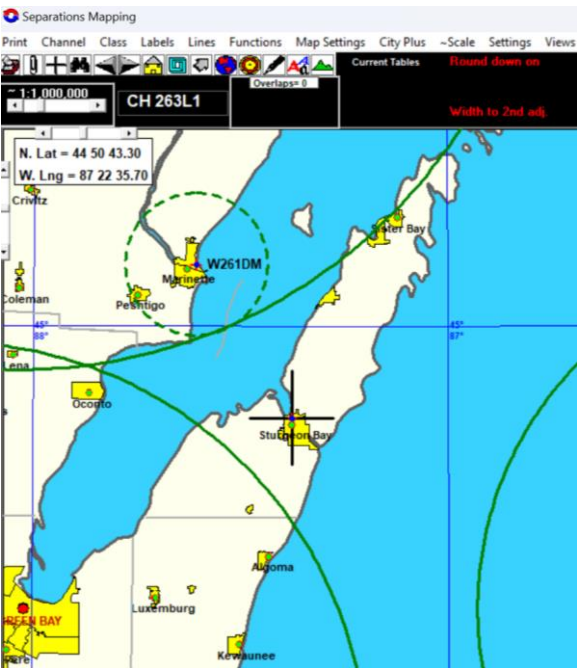 Separations Mapping
Print Channel Class Labels Lines Functions Map Settings City Plus ~Scale Settings Views
Current Tables
Round down on
Overlaps= 0
~ 1:1,000,000
CH 263L1
Width to 2nd adj.
N. Lat = 44 50 43.30
W. Lng = 87 22 35.70
Crivitz
Sister Bay
W261DM
Marinette
Peshtigo
Coleman
45°
88°
45°
87°
Lena
Oconto
Sturgeon Bay
Algoma
Luxemburg
Kewaunee